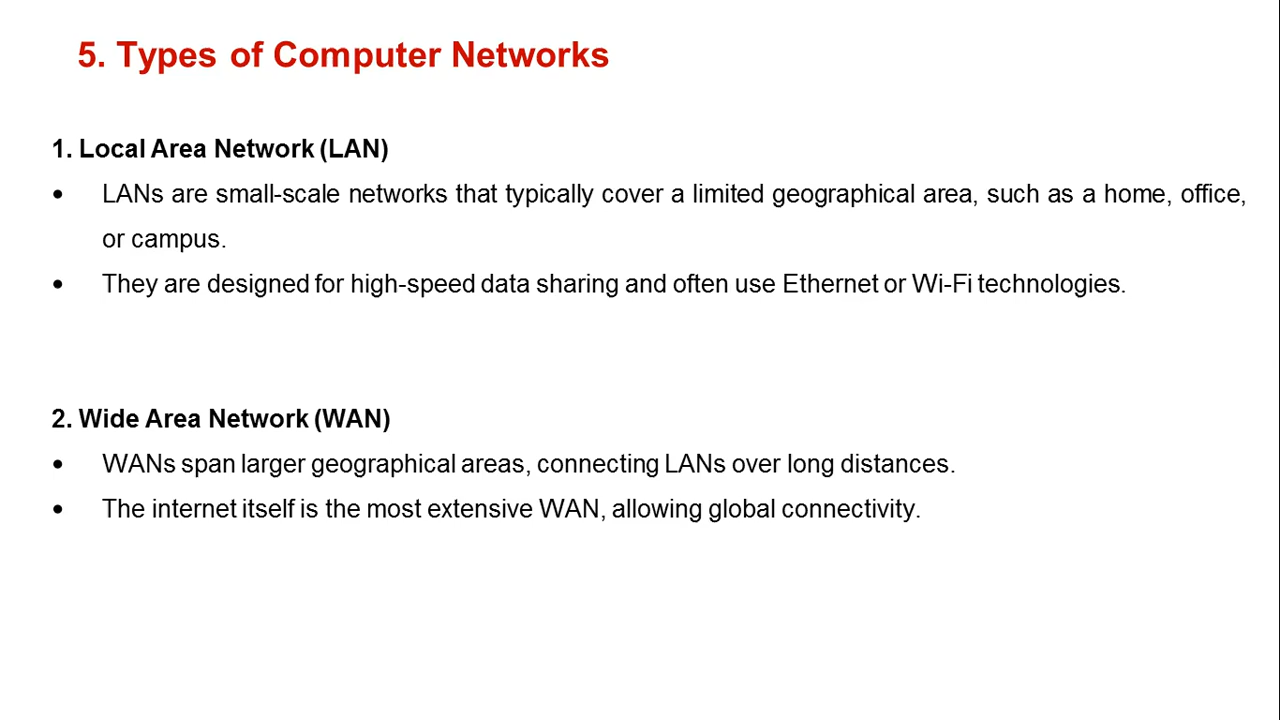 5. Types of Computer Networks
1. Local Area Network (LAN)
• LANs are small-scale networks that typically cover a limited geographical area, such as a home, office,
or campus.
• They are designed for high-speed data sharing and often use Ethernet or Wi-Fi technologies.
2. Wide Area Network (WAN)
• WANs span larger geographical areas, connecting LANs over long distances.
• The internet itself is the most extensive WAN, allowing global connectivity.